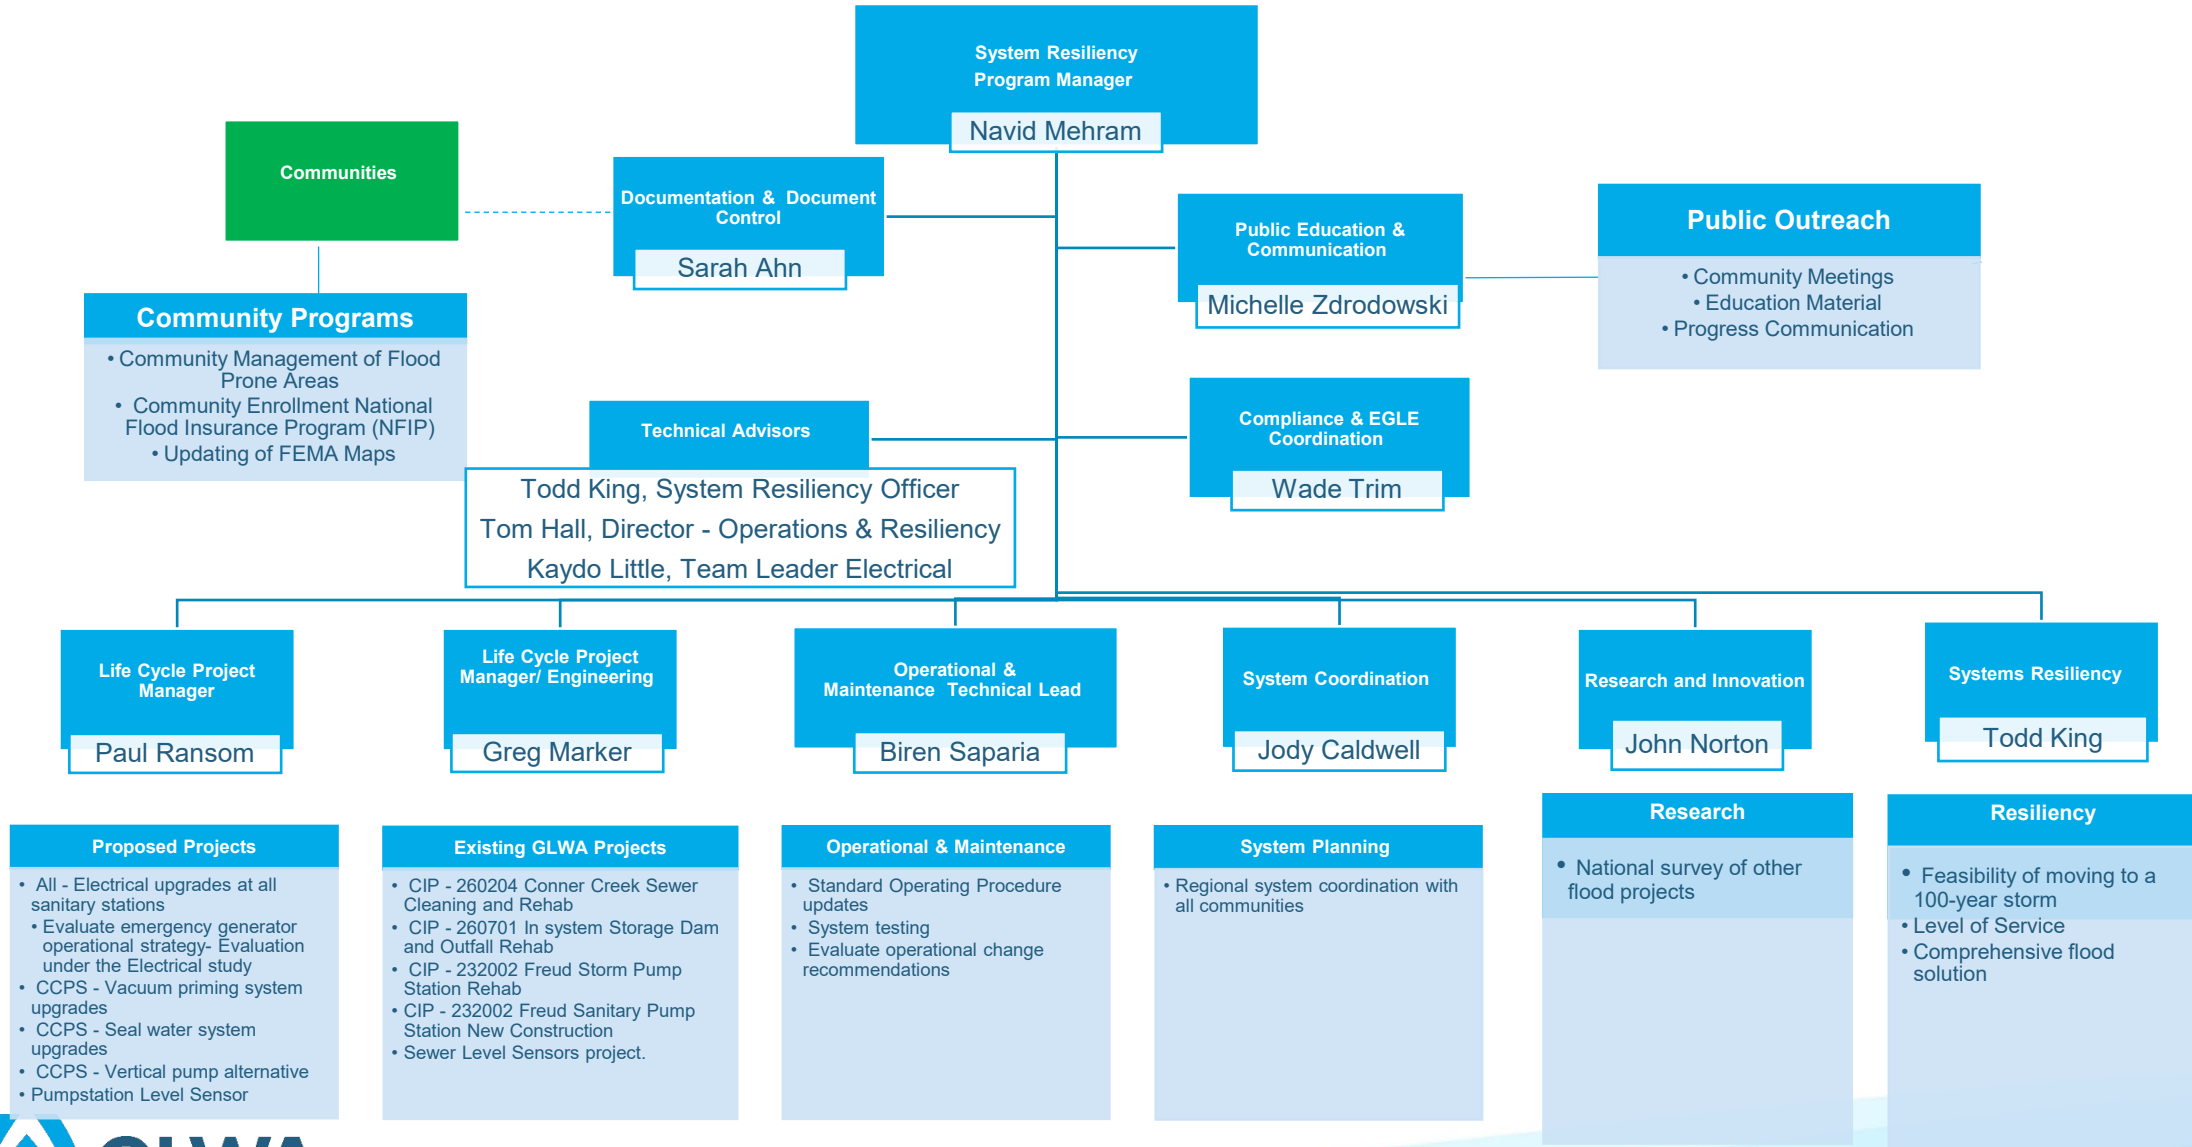 System Resiliency
Program Manager
Navid Mehram
Communities
Documentation & Document
Control
Sarah Ahn
Public Education &
Communication
Michelle Zdrodowski
Public Outreach
• Community Meetings
• Education Material
• Progress Communication
Community Programs
• Community Management of Flood
Prone Areas
• Community Enrollment National
Flood Insurance Program (NFIP)
• Updating of FEMA Maps
Technical Advisors
Todd King, System Resiliency Officer
Tom Hall, Director - Operations & Resiliency
Kaydo Little, Team Leader Electrical
Compliance & EGLE
Coordination
Wade Trim
Life Cycle Project
Manager
Paul Ransom
Life Cycle Project
Manager/ Engineering
Greg Marker
Operational &
Maintenance Technical Lead
Biren Saparia
System Coordination
Jody Caldwell
Research and Innovation
John Norton
Systems Resiliency
Todd King
Proposed Projects
• All - Electrical upgrades at all
sanitary stations
• Evaluate emergency generator
operational strategy- Evaluation
under the Electrical study
• CCPS - Vacuum priming system
upgrades
• CCPS - Seal water system
upgrades
• CCPS - Vertical pump alternative
• Pumpstation Level Sensor
Existing GLWA Projects
• CIP - 260204 Conner Creek Sewer
Cleaning and Rehab
• CIP - 260701 In system Storage Dam
and Outfall Rehab
• CIP - 232002 Freud Storm Pump
Station Rehab
• CIP - 232002 Freud Sanitary Pump
Station New Construction
• Sewer Level Sensors project.
Operational & Maintenance
• Standard Operating Procedure
updates
• System testing
• Evaluate operational change
recommendations
System Planning
• Regional system coordination with
all communities
Research
• National survey of other
flood projects
Resiliency
• Feasibility of moving to a
100-year storm
• Level of Service
• Comprehensive flood
solution
GLWA